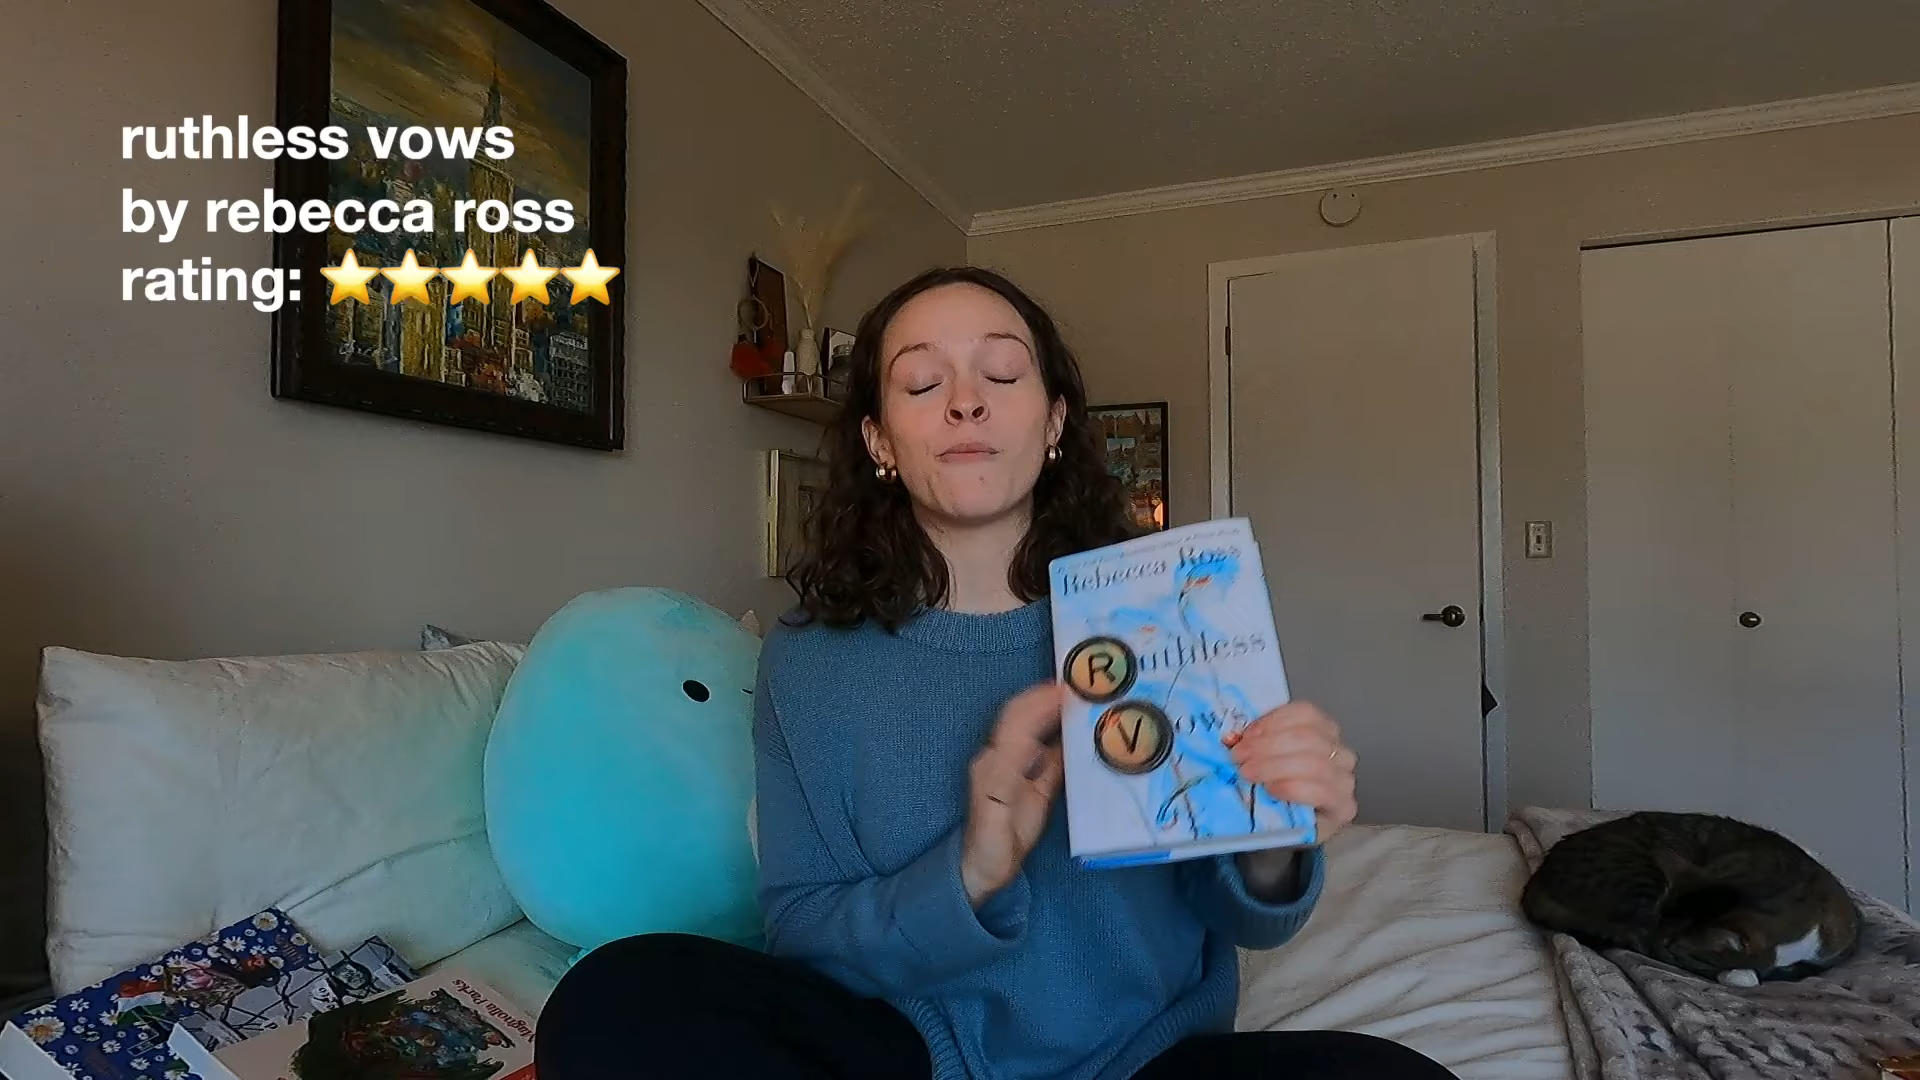 ruthless vows
by rebecca ross
rating: ⭐⭐⭐⭐⭐
Rebecca Ross
Ruthless
Vows
Magnolia Parks